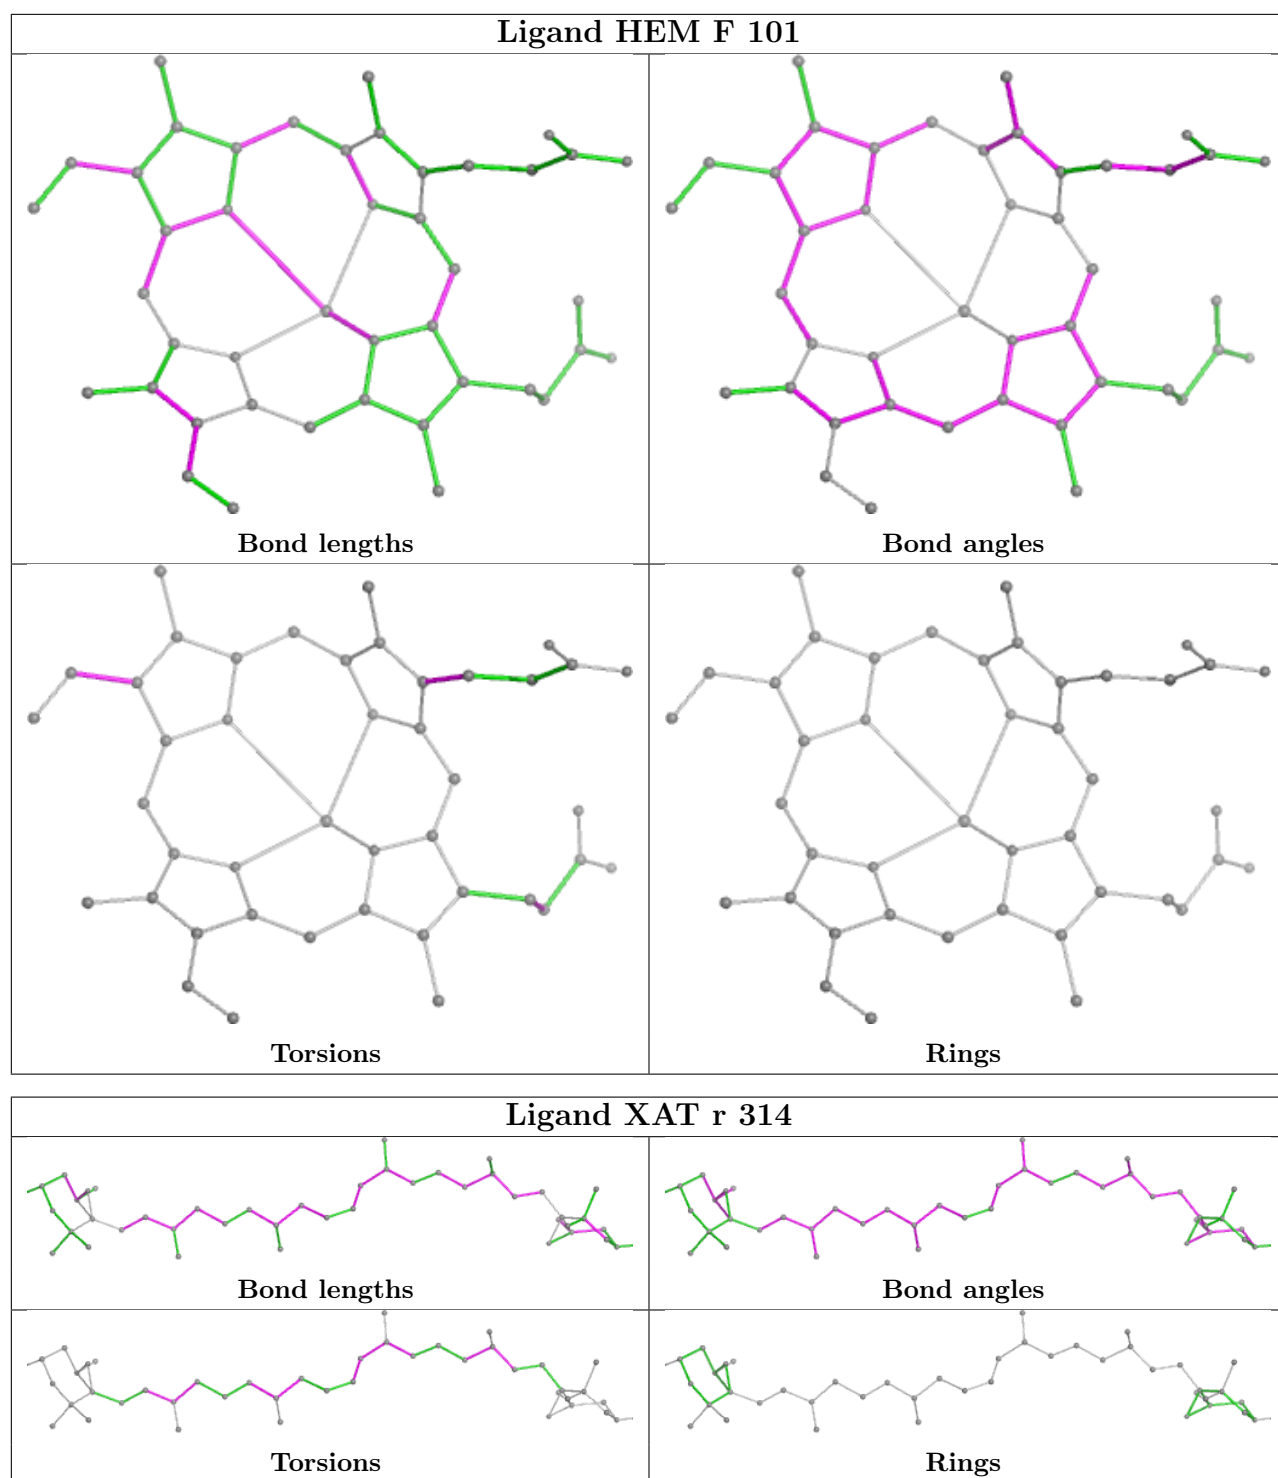 Ligand HEM F 101
Bond lengths
Bond angles
Torsions
Rings
Ligand XAT r 314
Bond lengths
Bond angles
Torsions
Rings